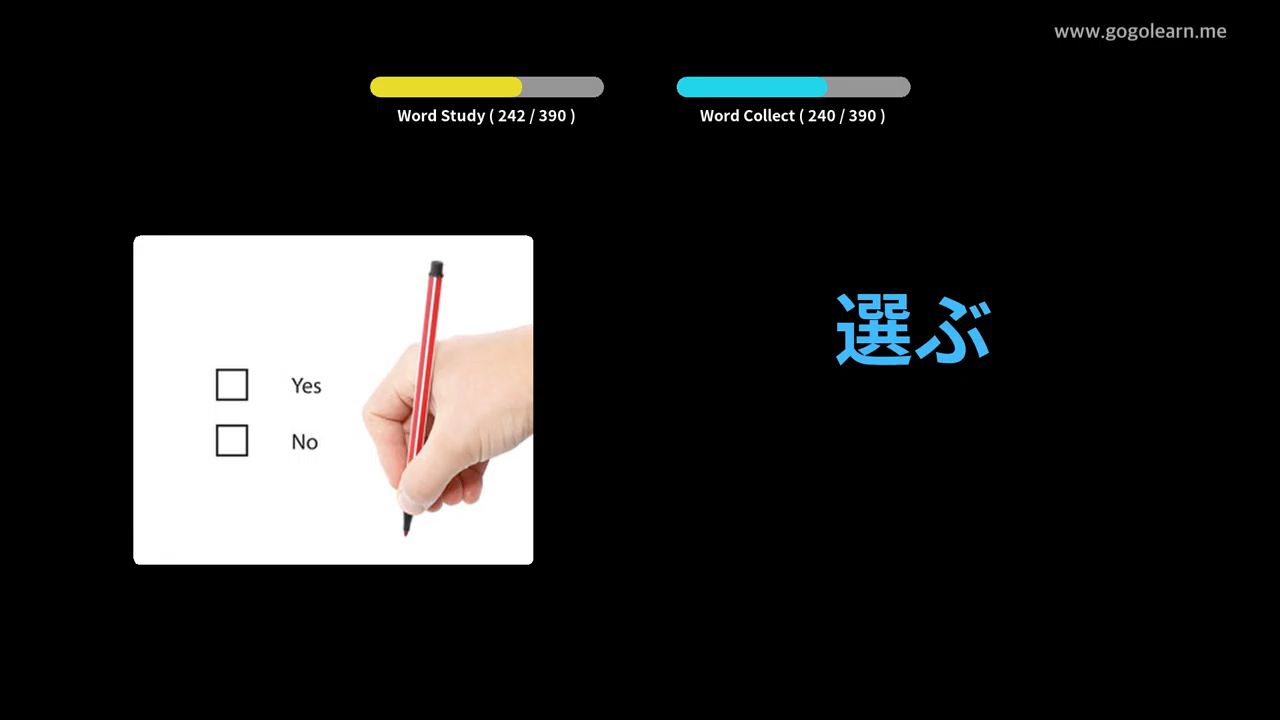 www.gogolearn.me
Word Study ( 242 / 390 )
Word Collect ( 240 / 390 )
Yes
No
選ぶ